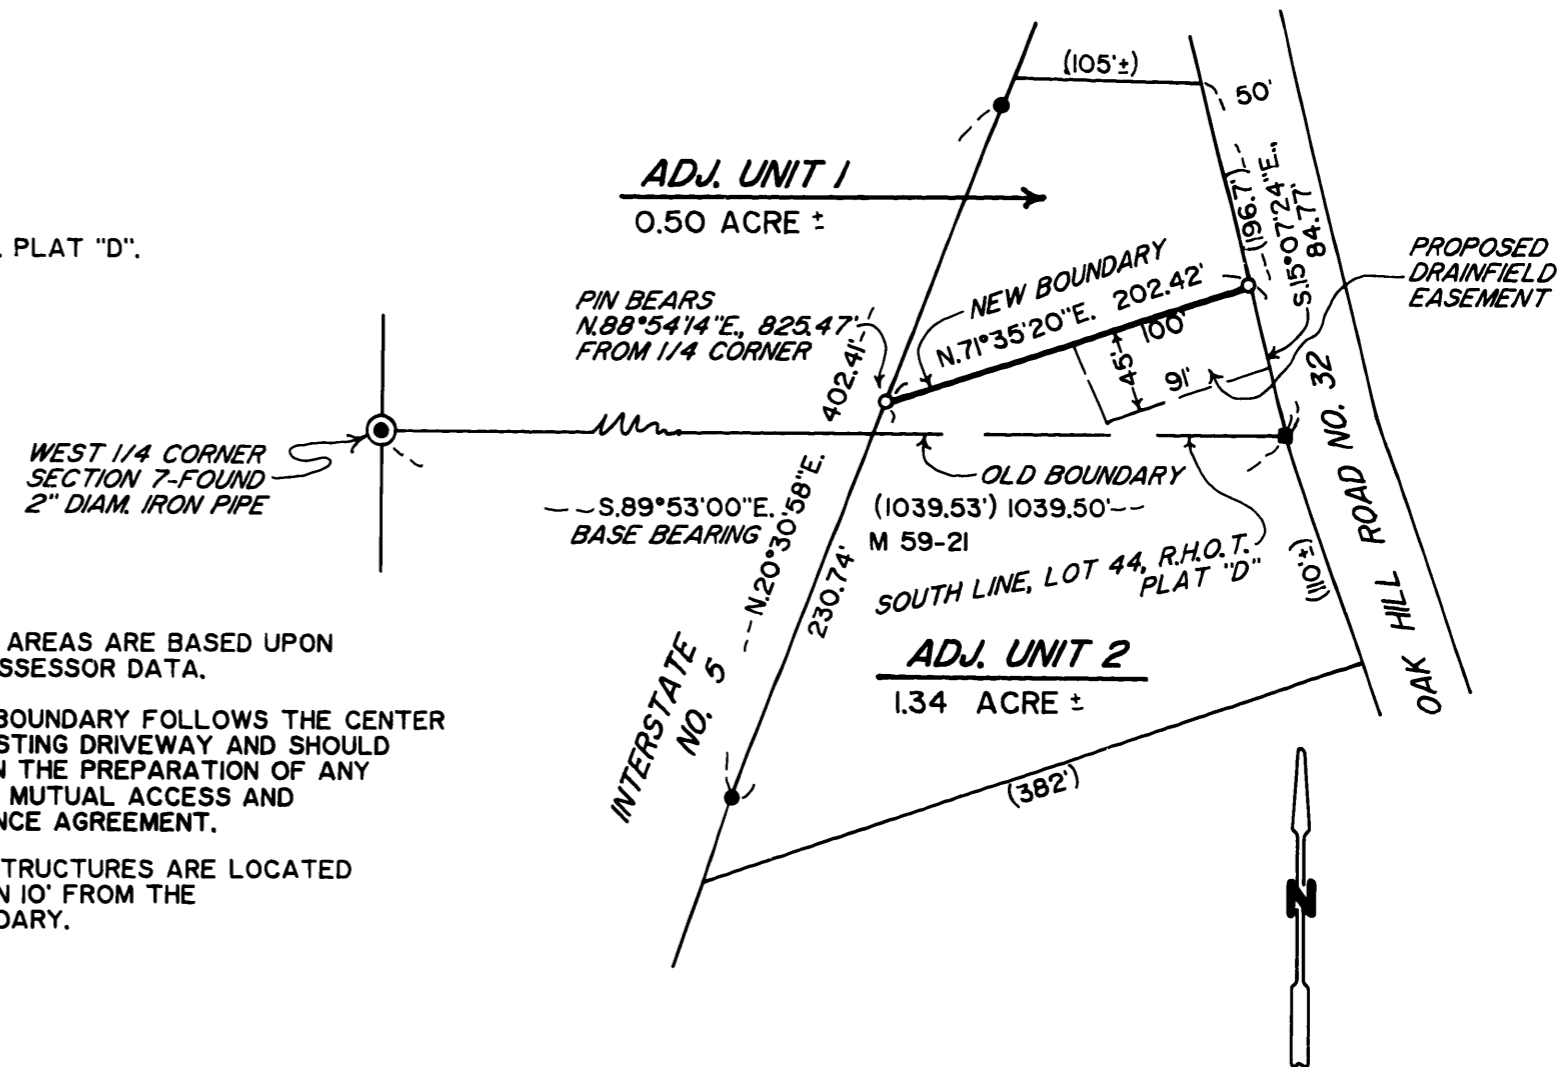 (105'±)
50'
ADJ. UNIT 1
0.50 ACRE ±
. PLAT "D".
(196.7')
S.15°07'24"E.,
84.77'
PROPOSED
DRAINFIELD
EASEMENT
PIN BEARS
N.88°54'14"E., 825.47'
FROM 1/4 CORNER
NEW BOUNDARY
N.71°35'20"E. 202.42'
100'
45'
91'
402.41'
WEST 1/4 CORNER
SECTION 7-FOUND
2" DIAM. IRON PIPE
OLD BOUNDARY
S.89°53'00"E.
BASE BEARING
(1039.53') 1039.50'
M 59-21
N.20°30'58"E.
230.74'
SOUTH LINE, LOT 44, R.H.O.T.
PLAT "D"
(110'±)
OAK HILL ROAD NO. 32
INTERSTATE
NO. 5
ADJ. UNIT 2
1.34 ACRE ±
(382')
AREAS ARE BASED UPON
SSESSOR DATA.
BOUNDARY FOLLOWS THE CENTER
STING DRIVEWAY AND SHOULD
N THE PREPARATION OF ANY
MUTUAL ACCESS AND
NCE AGREEMENT.
TRUCTURES ARE LOCATED
N 10' FROM THE
DARY.
N